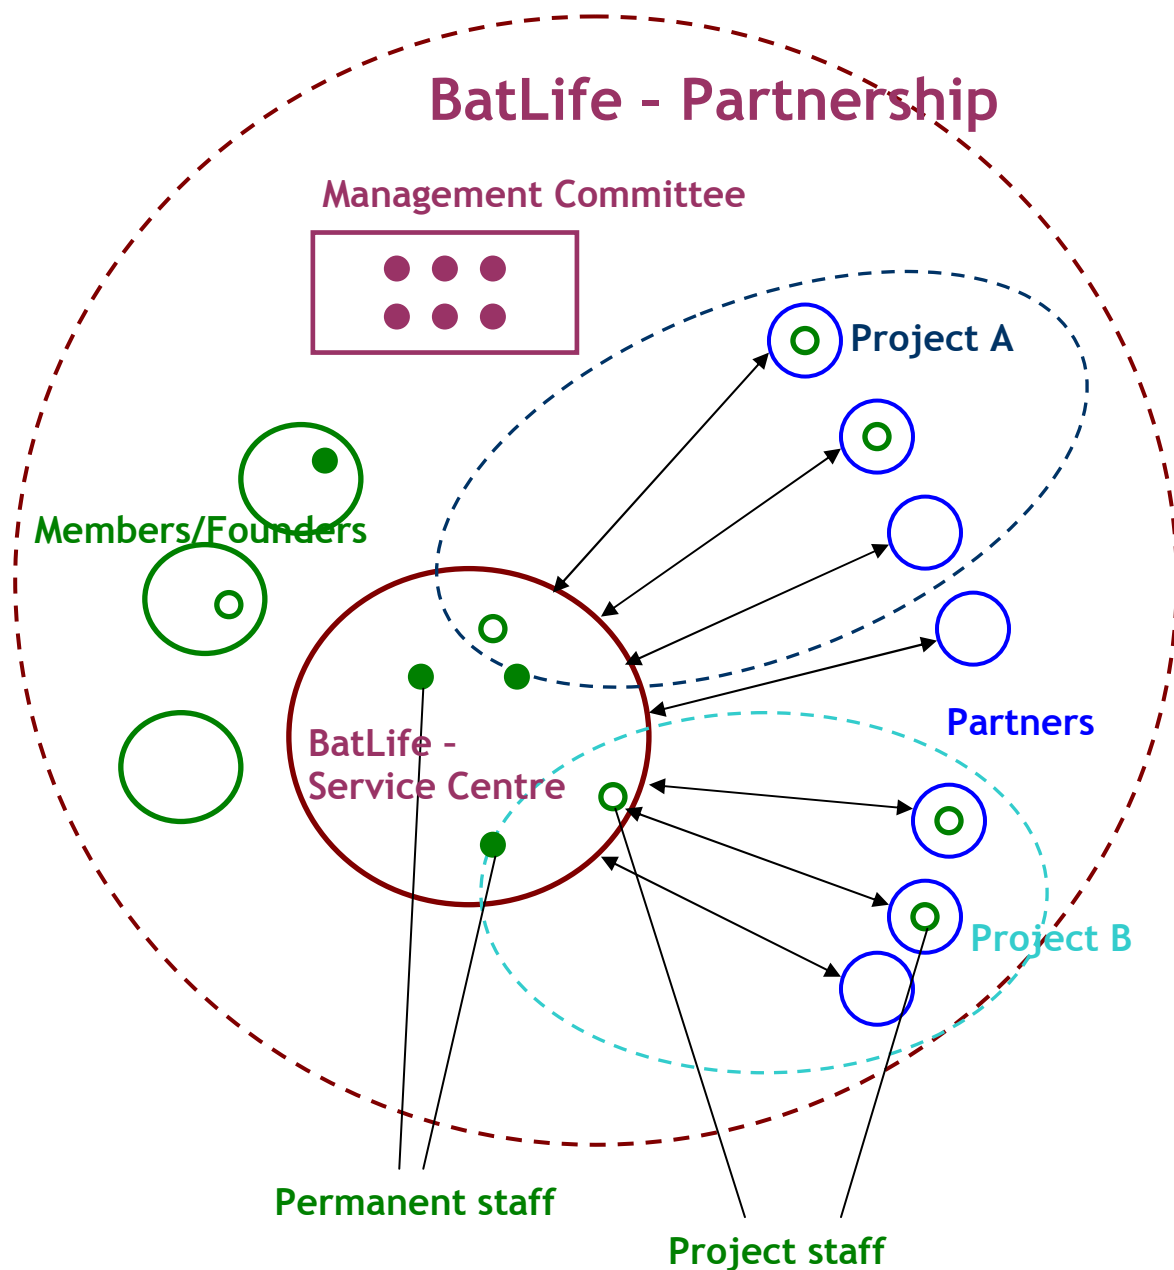 BatLife – Partnership
Management Committee
Project A
Members/Founders
Partners
BatLife –
Service Centre
Project B
Permanent staff
Project staff